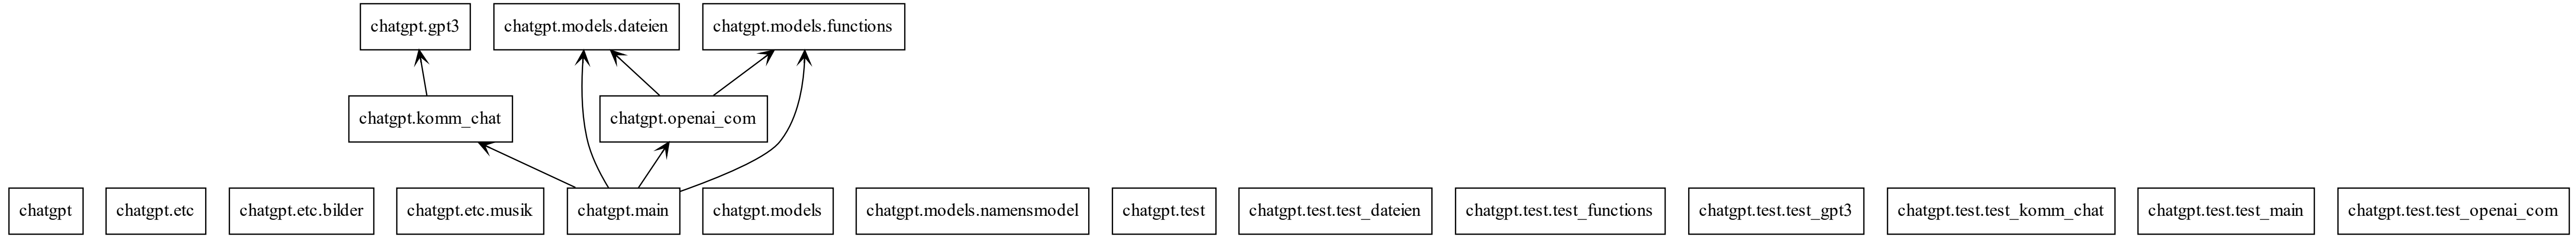 chatgpt.gpt3
chatgpt.models.dateien
chatgpt.models.functions
chatgpt.komm_chat
chatgpt.openai_com
chatgpt
chatgpt.etc
chatgpt.etc.bilder
chatgpt.etc.musik
chatgpt.main
chatgpt.models
chatgpt.models.namensmodel
chatgpt.test
chatgpt.test.test_dateien
chatgpt.test.test_functions
chatgpt.test.test_gpt3
chatgpt.test.test_komm_chat
chatgpt.test.test_main
chatgpt.test.test_openai_com